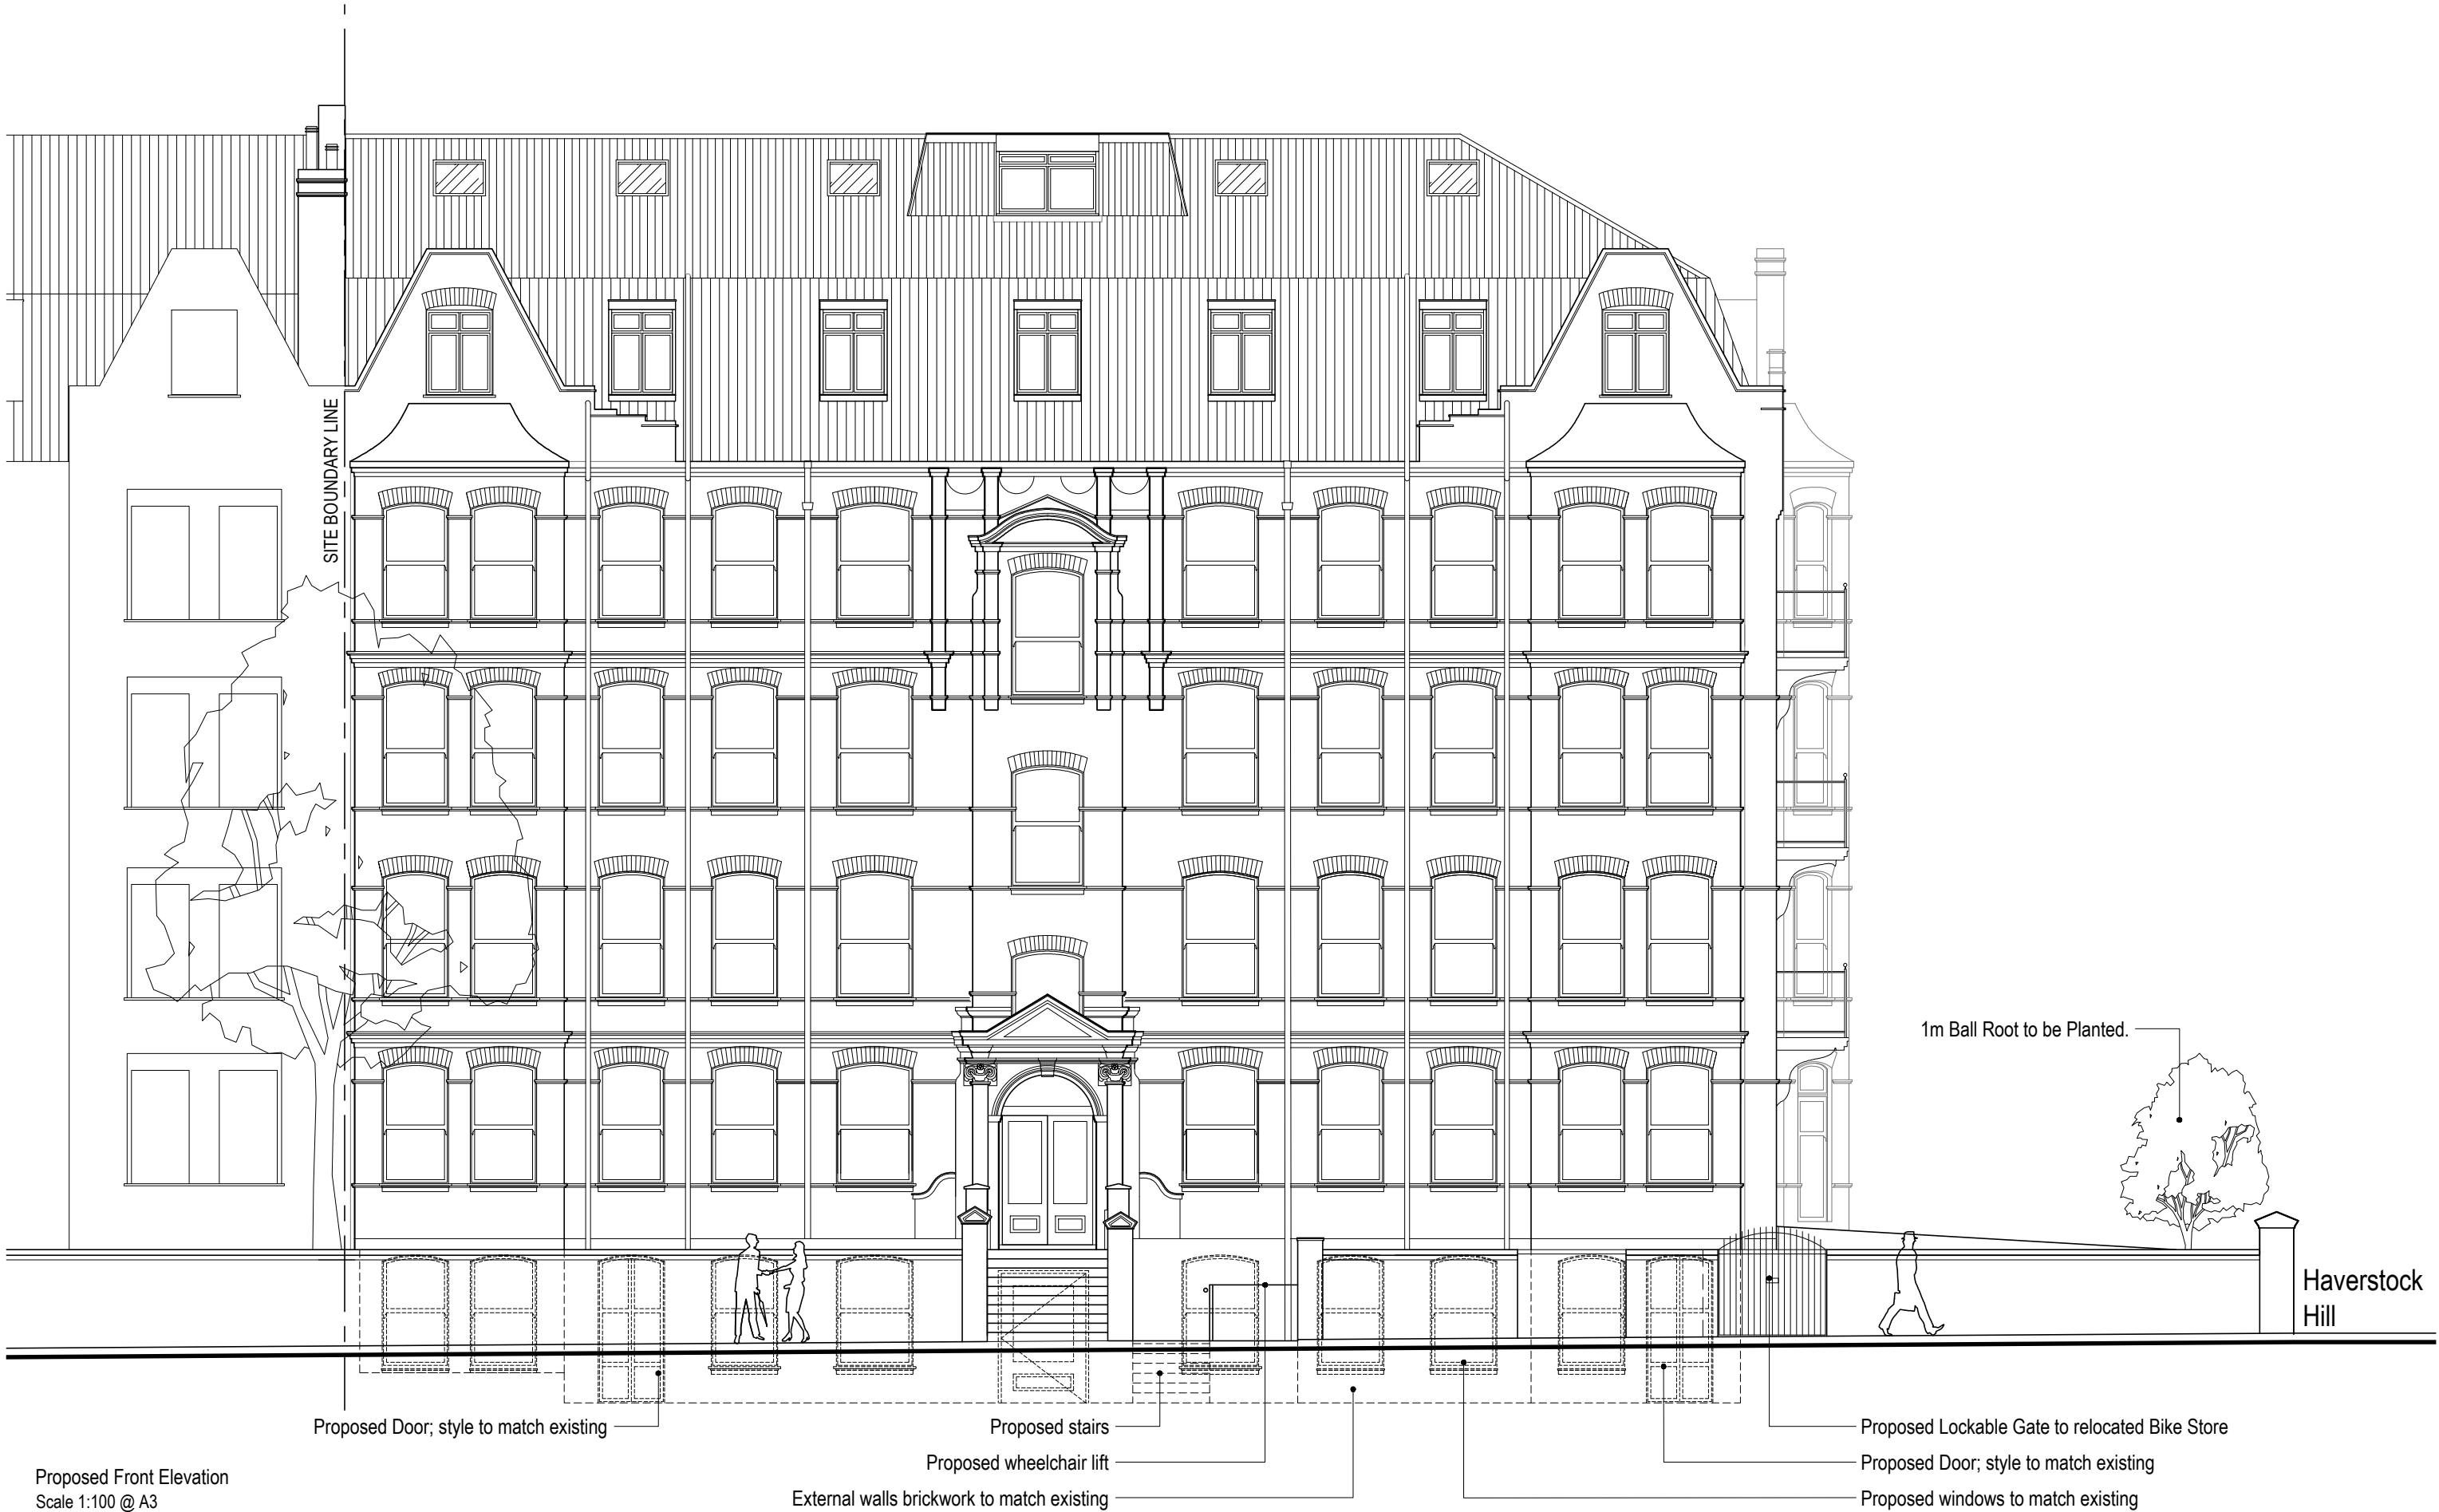 SITE BOUNDARY LINE
1m Ball Root to be Planted.
Haverstock
Hill
Proposed Door; style to match existing
Proposed stairs
Proposed Lockable Gate to relocated Bike Store
Proposed wheelchair lift
Proposed Door; style to match existing
External walls brickwork to match existing
Proposed windows to match existing
Proposed Front Elevation
Scale 1:100 @ A3